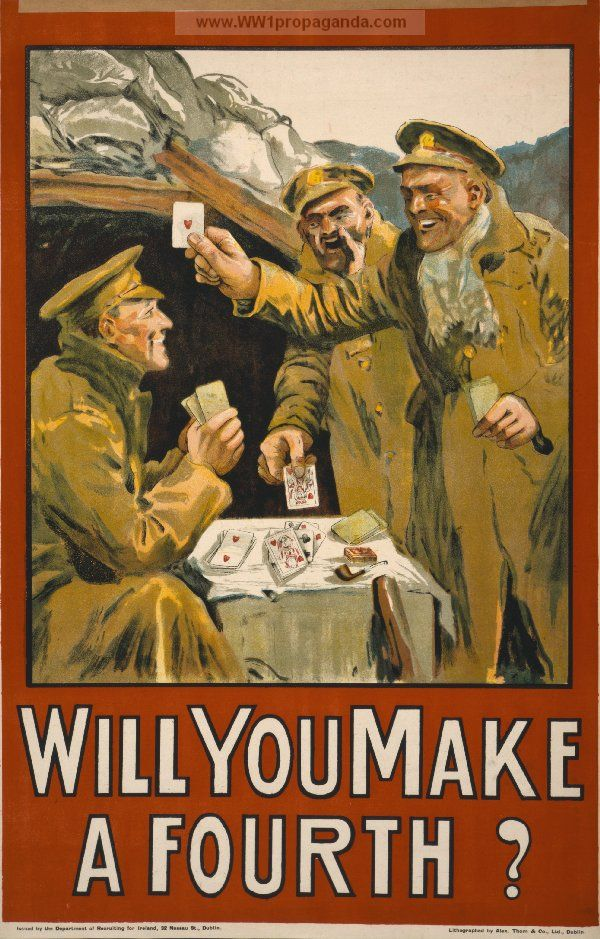 www.WW1propaganda.com
WILL YOU MAKE
A FOURTH ?
Issued by the Department of Recruiting for Ireland, 32 Nassau St., Dublin.
Lithographed by Alex. Thom & Co., Ltd., Dublin.